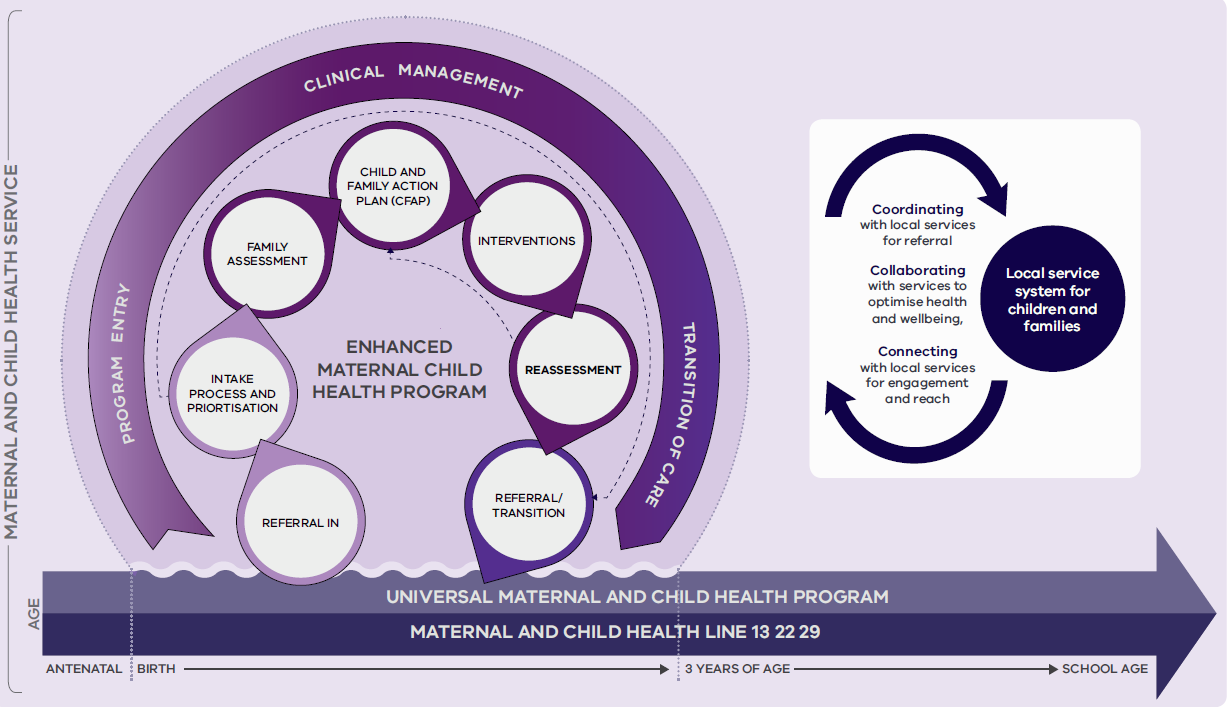 MATERNAL AND CHILD HEALTH SERVICE
CLINICAL MANAGEMENT
PROGRAM ENTRY
TRANSITION OF CARE
CHILD AND
FAMILY ACTION
PLAN (CFAP)
FAMILY
ASSESSMENT
INTERVENTIONS
INTAKE
PROCESS AND
PRIORTISATION
ENHANCED
MATERNAL CHILD
HEALTH PROGRAM
REASSESSMENT
REFERRAL IN
REFERRAL/
TRANSITION
Coordinating
with local services
for referral
Collaborating
with services to
optimise health
and wellbeing,
Connecting
with local services
for engagement
and reach
Local service
system for
children and
families
AGE
UNIVERSAL MATERNAL AND CHILD HEALTH PROGRAM
MATERNAL AND CHILD HEALTH LINE 13 22 29
ANTENATAL BIRTH 3 YEARS OF AGE SCHOOL AGE